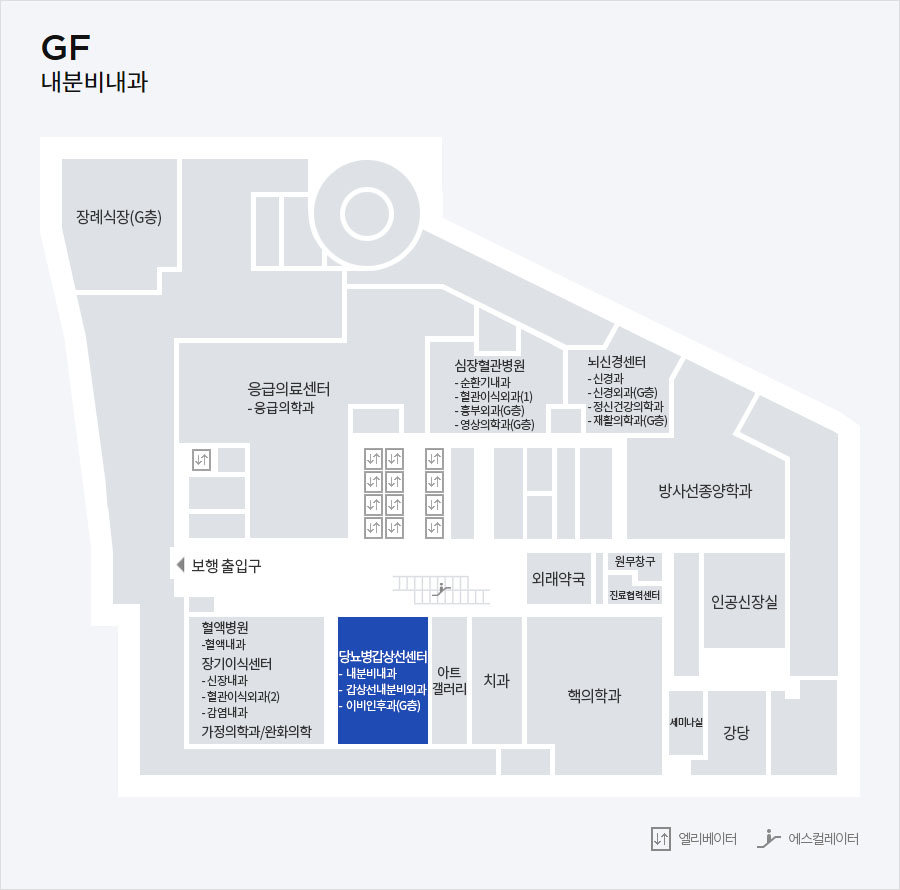 GF
내분비내과
장례식장(G층)
응급의료센터
- 응급의학과
심장혈관병원
- 순환기내과
- 혈관이식외과(1)
- 흉부외과(G층)
- 영상의학과(G층)
뇌신경센터
- 신경과
- 신경외과(G층)
- 정신건강의학과
- 재활의학과(G층)
방사선종양학과
보행 출입구
외래약국
원무창구
진료협력센터
인공신장실
혈액병원
-혈액내과
장기이식센터
- 신장내과
- 혈관이식외과(2)
- 감염내과
가정의학과/완화의학
당뇨병갑상선센터
- 내분비내과
- 갑상선내분비외과
- 이비인후과(G층)
아트
갤러리
치과
핵의학과
세미나실
강당
엘리베이터
에스컬레이터